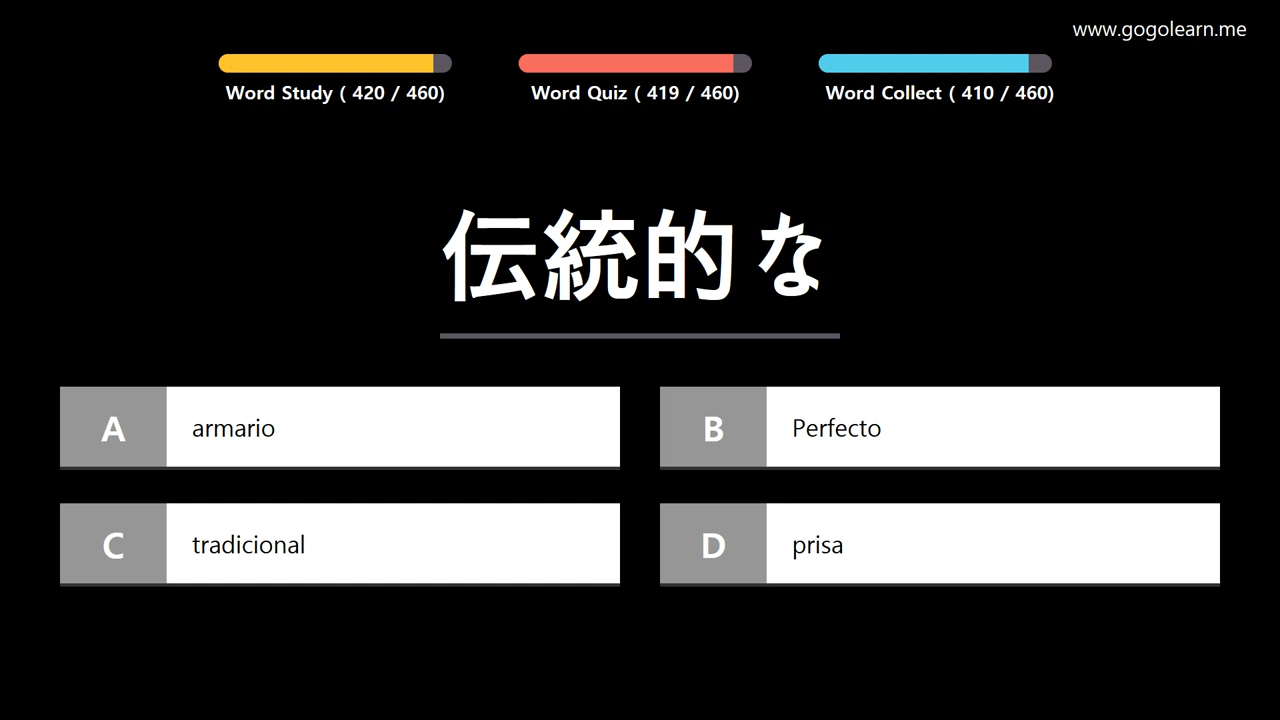 www.gogolearn.me
Word Study ( 420 / 460)
Word Quiz ( 419 / 460)
Word Collect ( 410 / 460)
伝統的な
A armario
B Perfecto
C tradicional
D prisa